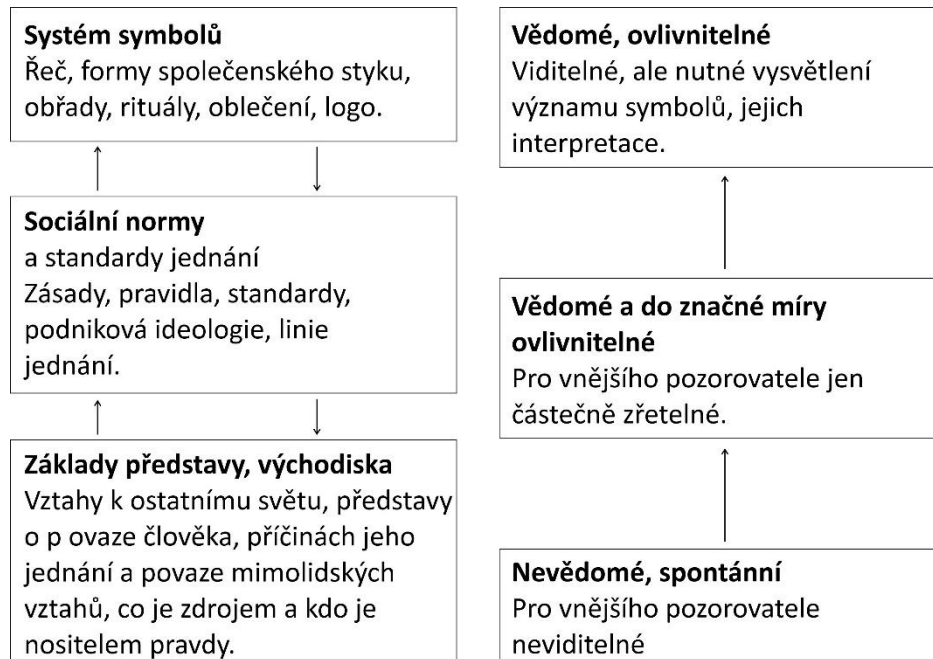 Systém symbolů
Řeč, formy společenského styku,
obřady, rituály, oblečení, logo.
Sociální normy
a standardy jednání
Zásady, pravidla, standardy,
podniková ideologie, linie
jednání.
Základy představy, východiska
Vztahy k ostatnímu světu, představy
o p ovaze člověka, příčinách jeho
jednání a povaze mimolidských
vztahů, co je zdrojem a kdo je
nositelem pravdy.
Vědomé, ovlivnitelné
Viditelné, ale nutné vysvětlení
významu symbolů, jejich
interpretace.
Vědomé a do značné míry
ovlivnitelné
Pro vnějšího pozorovatele jen
částečně zřetelné.
Nevědomé, spontánní
Pro vnějšího pozorovatele
neviditelné